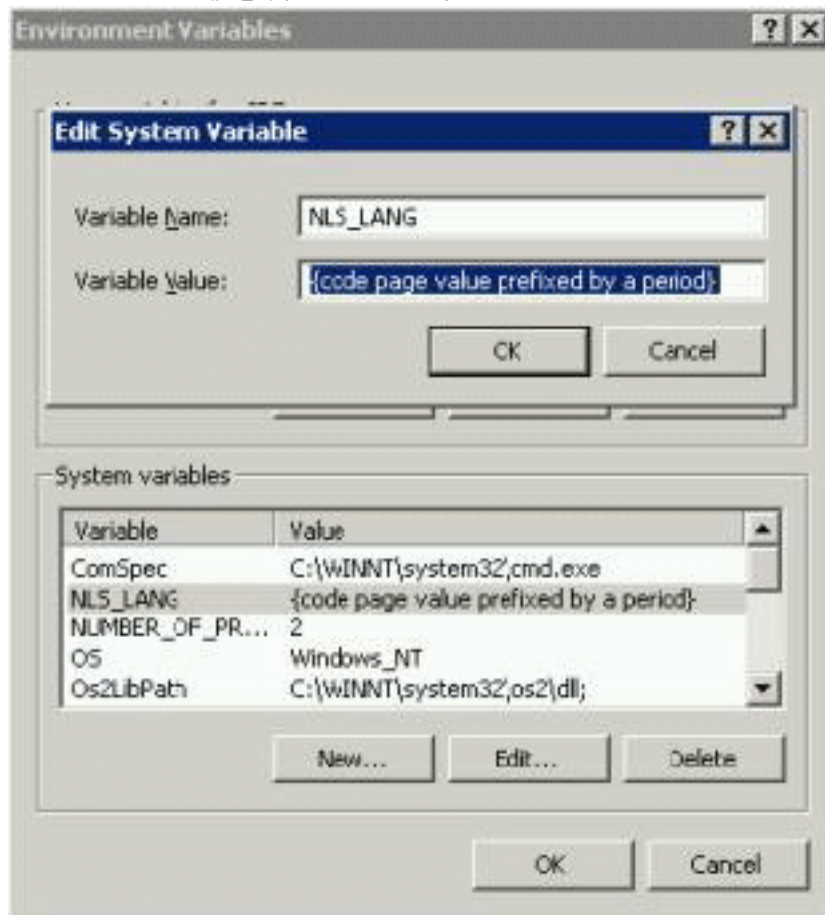 Environment Variables
Edit System Variable
Variable Name: NLS_LANG
Variable Value: {code page value prefixed by a period}
OK Cancel
System variables
Variable Value
ComSpec C:\WINNT\system32\cmd.exe
NLS_LANG {code page value prefixed by a period}
NUMBER_OF_PR... 2
OS Windows_NT
Os2LibPath C:\WINNT\system32\os2\dll;
New... Edit... Delete
OK Cancel